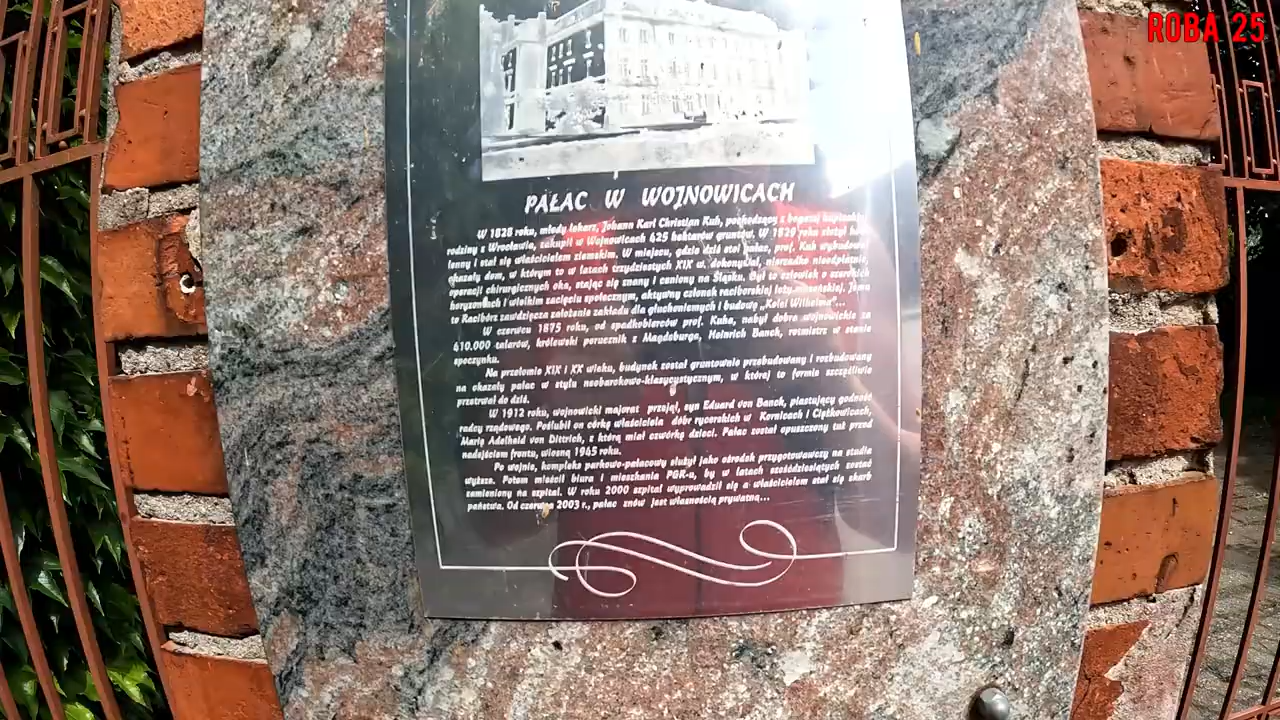 ROBA 25
PAŁAC W WOJNOWICACH
W 1828 roku, młody lekarz, Johann Karl Christian Kuh, pochodzący z bogatej kupieckiej
rodziny z Wrocławia, zakupił w Wojnowicach 425 hektarów gruntów. W 1829 roku złożył
i stał się właścicielem ziemskim. W miejscu, gdzie dziś stoi pałac, prof. Kuh wybudował
okazały dom, w którym to w latach trzydziestych XIX w. dokonywał, nierzadko nieodpłatnie,
operacji chirurgicznych oka, stając się znany i ceniony na Śląsku. Był to człowiek o szerokich
horyzontach i wielkim zacięciu społecznym, aktywny członek raciborskiej loży masońskiej. Jemu
to Racibórz zawdzięcza założenie zakładu dla głuchoniemych i budowę „Kolei Wilhelma”...
W czerwcu 1875 roku, od spadkobierców prof. Kuha, nabył dobra wojnowickie za
610.000 talarów, królewski porucznik z Magdeburga, Heinrich Banck, rotmistrz w stanie
spoczynku.
Na przełomie XIX i XX wieku, budynek został gruntownie przebudowany i rozbudowany
na okazały pałac w stylu neobarokowo-klasycystycznym, w której to formie szczęśliwie
przetrwał do dziś.
W 1912 roku, wojnowicki majorat przejął, syn Eduard von Banck, piastujący godność
radcy rządowego. Poślubił on córkę właściciela dóbr rycerskich w Kornicach i Ciężkowicach,
Marię Adelhaid von Dittrich, z którą miał czwórkę dzieci. Pałac został opuszczony tuż przed
nadejściem frontu, wiosną 1945 roku.
Po wojnie, kompleks parkowo-pałacowy służył jako ośrodek przygotowawczy na studia
wyższe. Potem mieścił biura i mieszkania PGR-u, by w latach sześćdziesiątych zostać
zamieniony na szpital. W roku 2000 szpital wyprowadził się a właścicielem stał się skarb
państwa. Od czerwca 2003 r., pałac znów jest własnością prywatną...